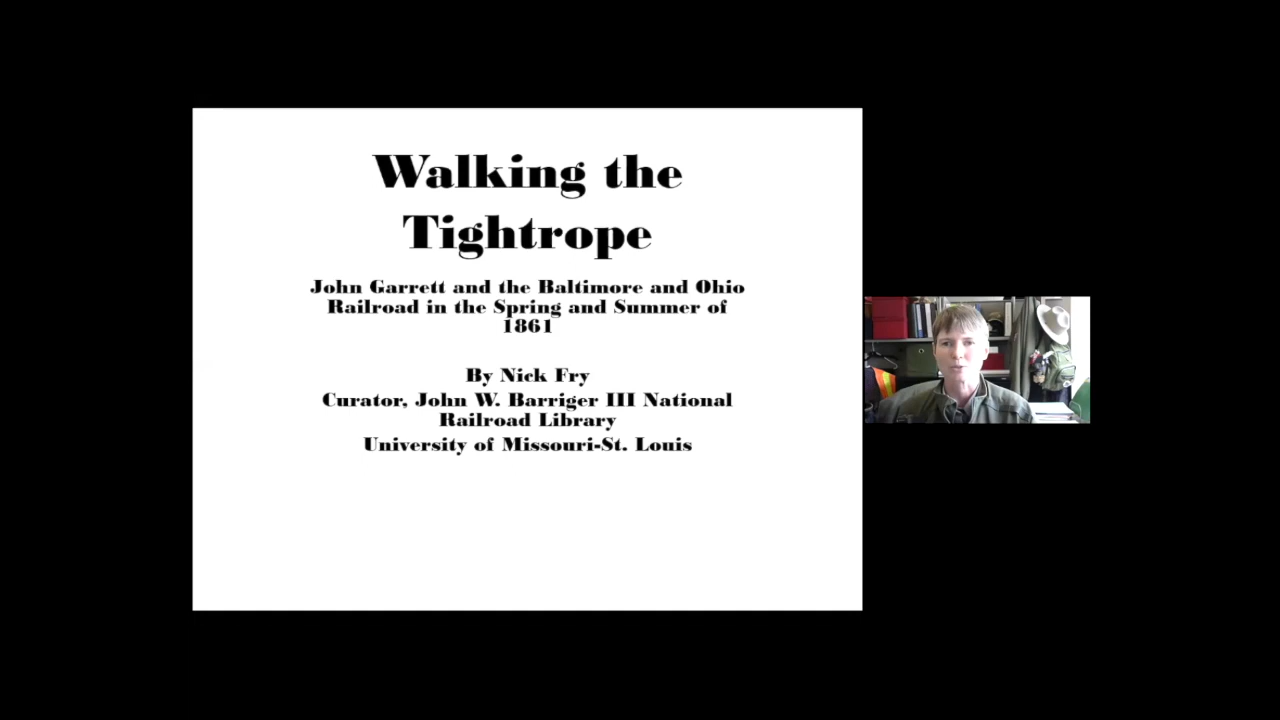 Walking the
Tightrope
John Garrett and the Baltimore and Ohio
Railroad in the Spring and Summer of
1861
By Nick Fry
Curator, John W. Barriger III National
Railroad Library
University of Missouri-St. Louis